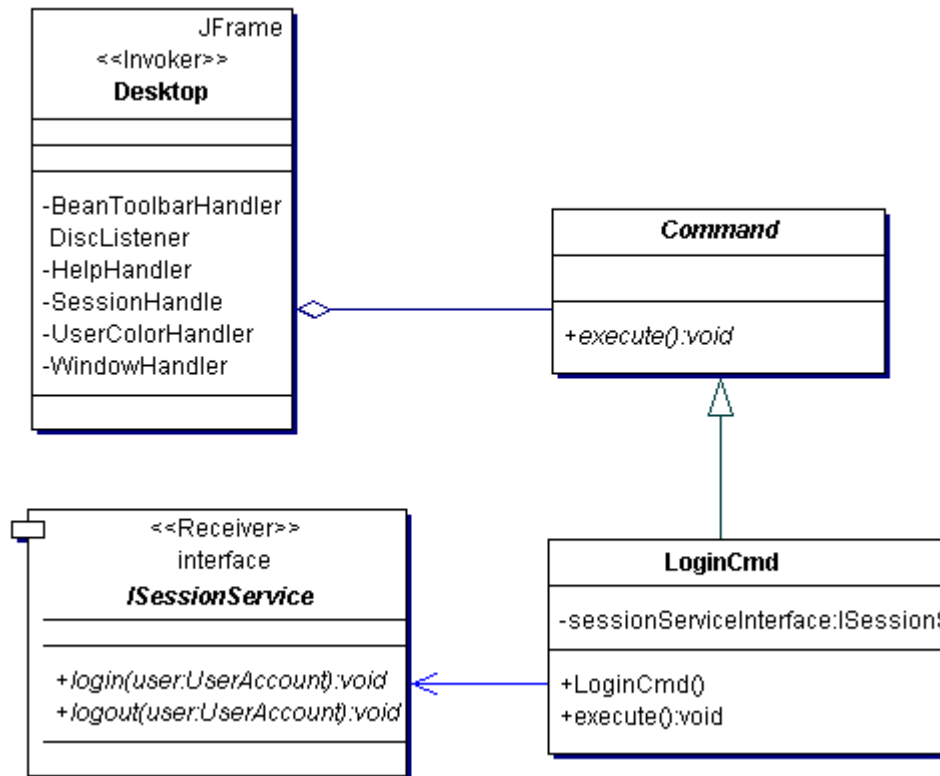 JFrame
<<Invoker>>
Desktop
-BeanToolbarHandler
DiscListener
-HelpHandler
-SessionHandle
-UserColorHandler
-WindowHandler
Command
+execute():void
<<Receiver>>
interface
ISessionService
+login(user:UserAccount):void
+logout(user:UserAccount):void
LoginCmd
-sessionServiceInterface:ISessionS
+LoginCmd()
+execute():void